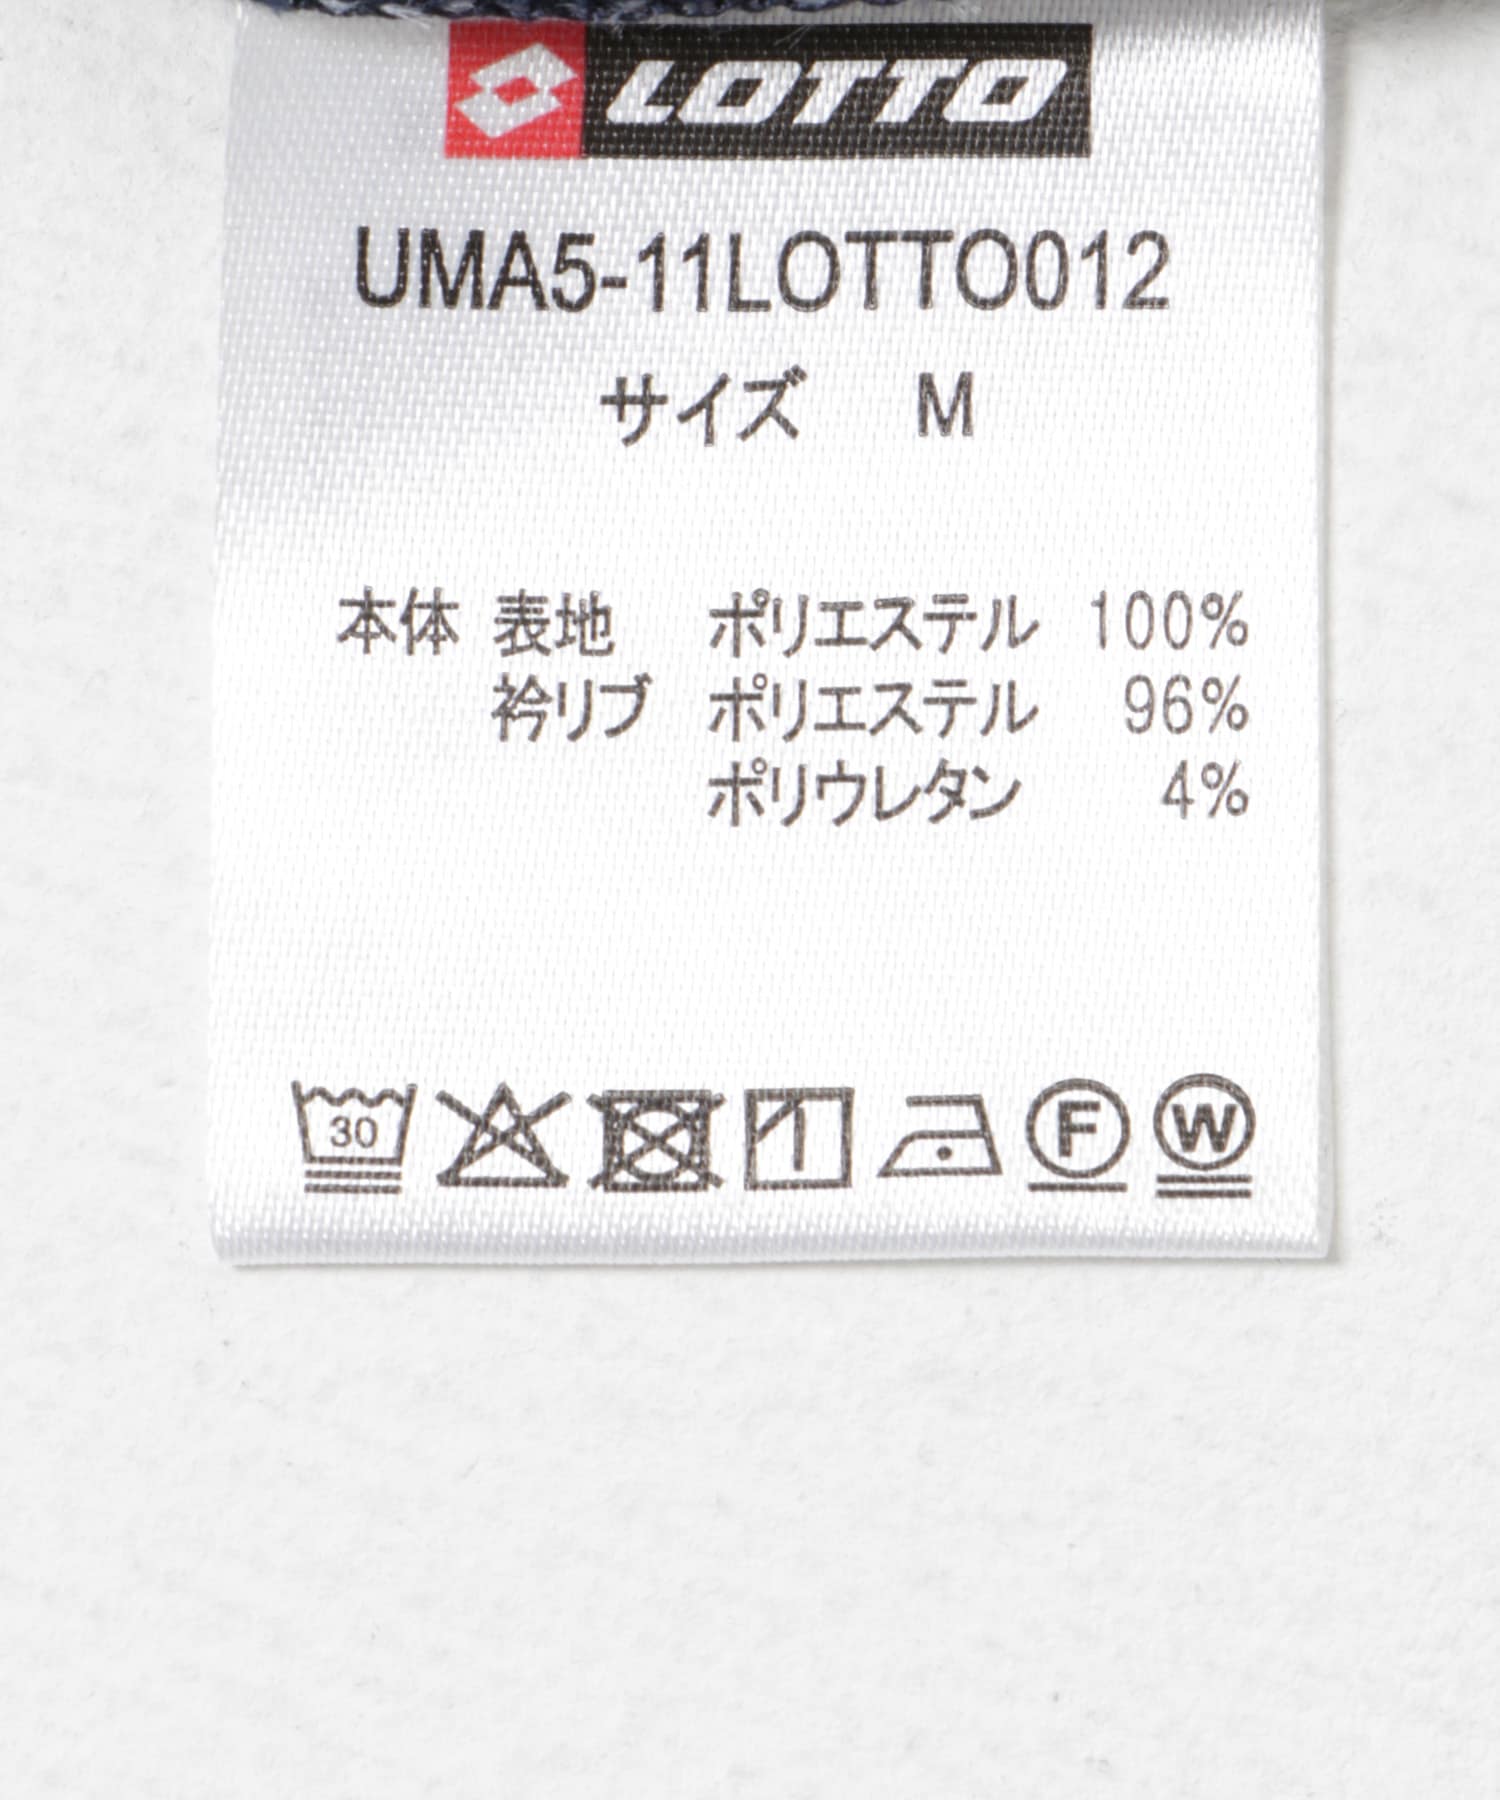 LOTTO
UMA5-11LOTTO012
サイズ M
本体 表地 ポリエステル 100%
衿リブ ポリエステル 96%
ポリウレタン 4%
30 F W